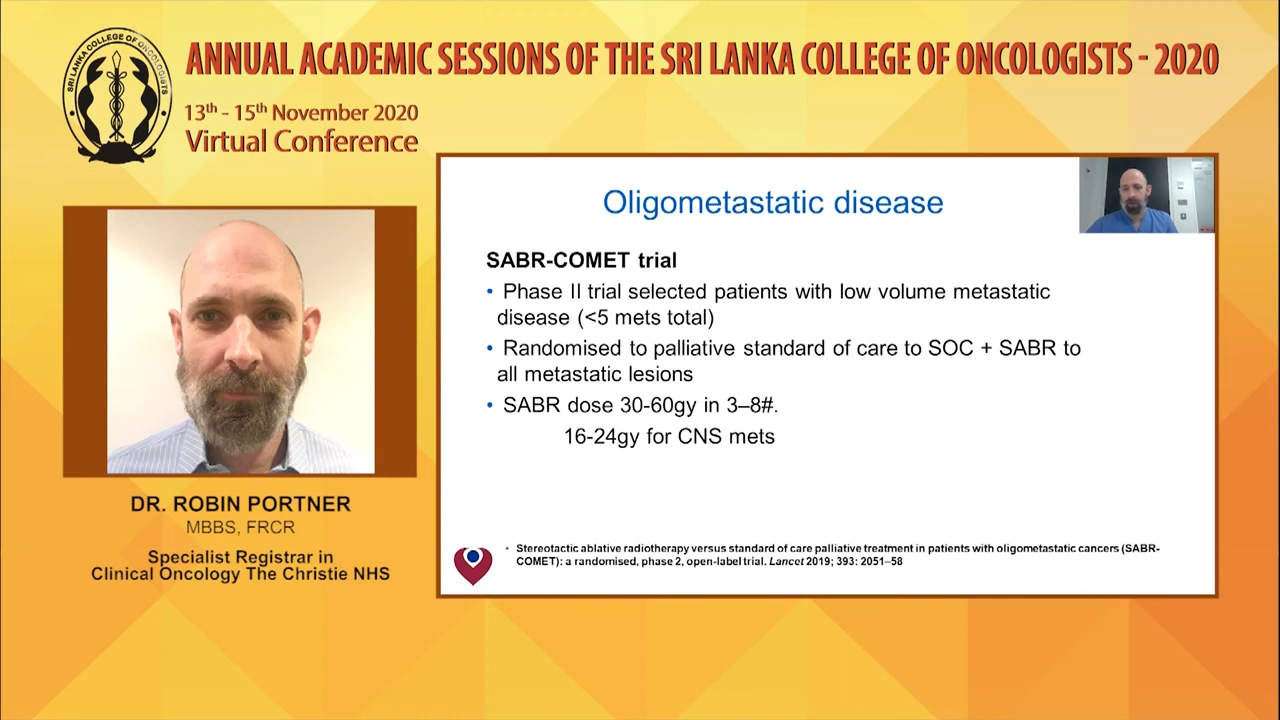 SRI LANKA COLLEGE OF ONCOLOGISTS
ANNUAL ACADEMIC SESSIONS OF THE SRI LANKA COLLEGE OF ONCOLOGISTS - 2020
13th - 15th November 2020
Virtual Conference
DR. ROBIN PORTNER
MBBS, FRCR
Specialist Registrar in
Clinical Oncology The Christie NHS
Oligometastatic disease
SABR-COMET trial
• Phase II trial selected patients with low volume metastatic
disease (<5 mets total)
• Randomised to palliative standard of care to SOC + SABR to
all metastatic lesions
• SABR dose 30-60gy in 3–8#.
16-24gy for CNS mets
• Stereotactic ablative radiotherapy versus standard of care palliative treatment in patients with oligometastatic cancers (SABR-
COMET): a randomised, phase 2, open-label trial. Lancet 2019; 393: 2051–58